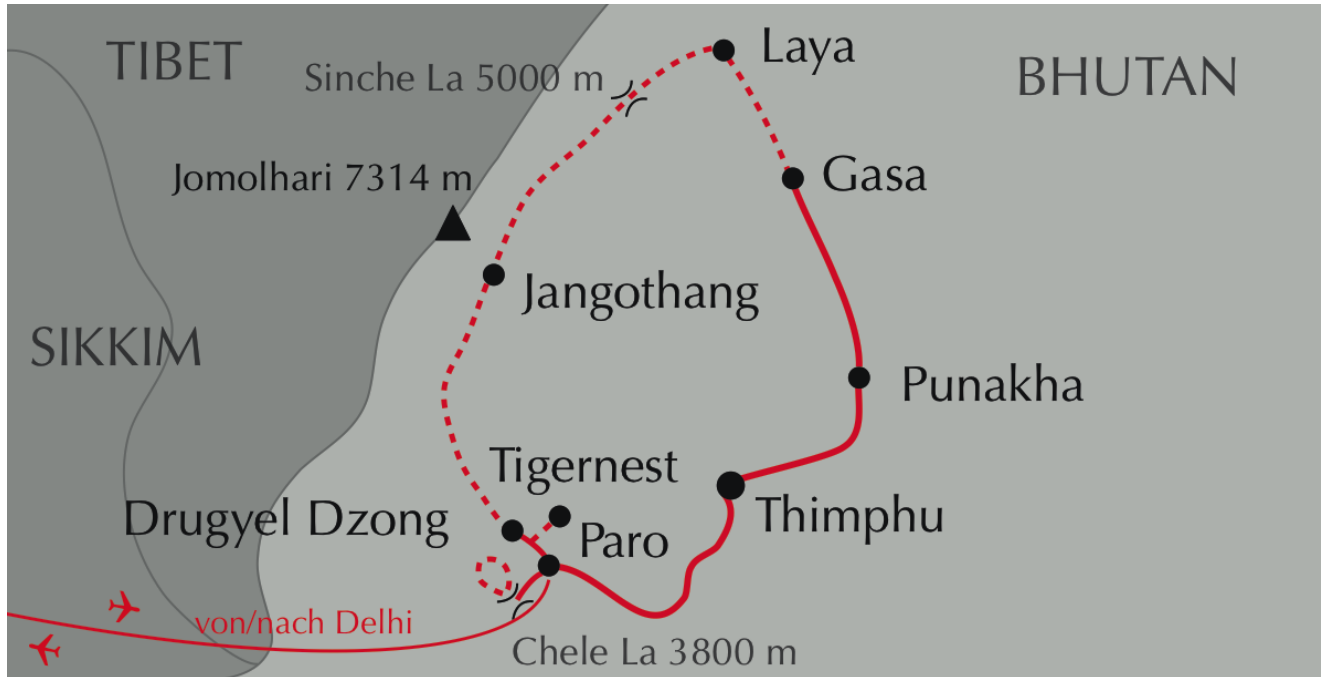 TIBET
Sinche La 5000 m
Laya
BHUTAN
Jomolhari 7314 m
Gasa
Jangothang
SIKKIM
Punakha
Tigernest
Drugyel Dzong
Paro
Thimphu
von/nach Delhi
Chele La 3800 m